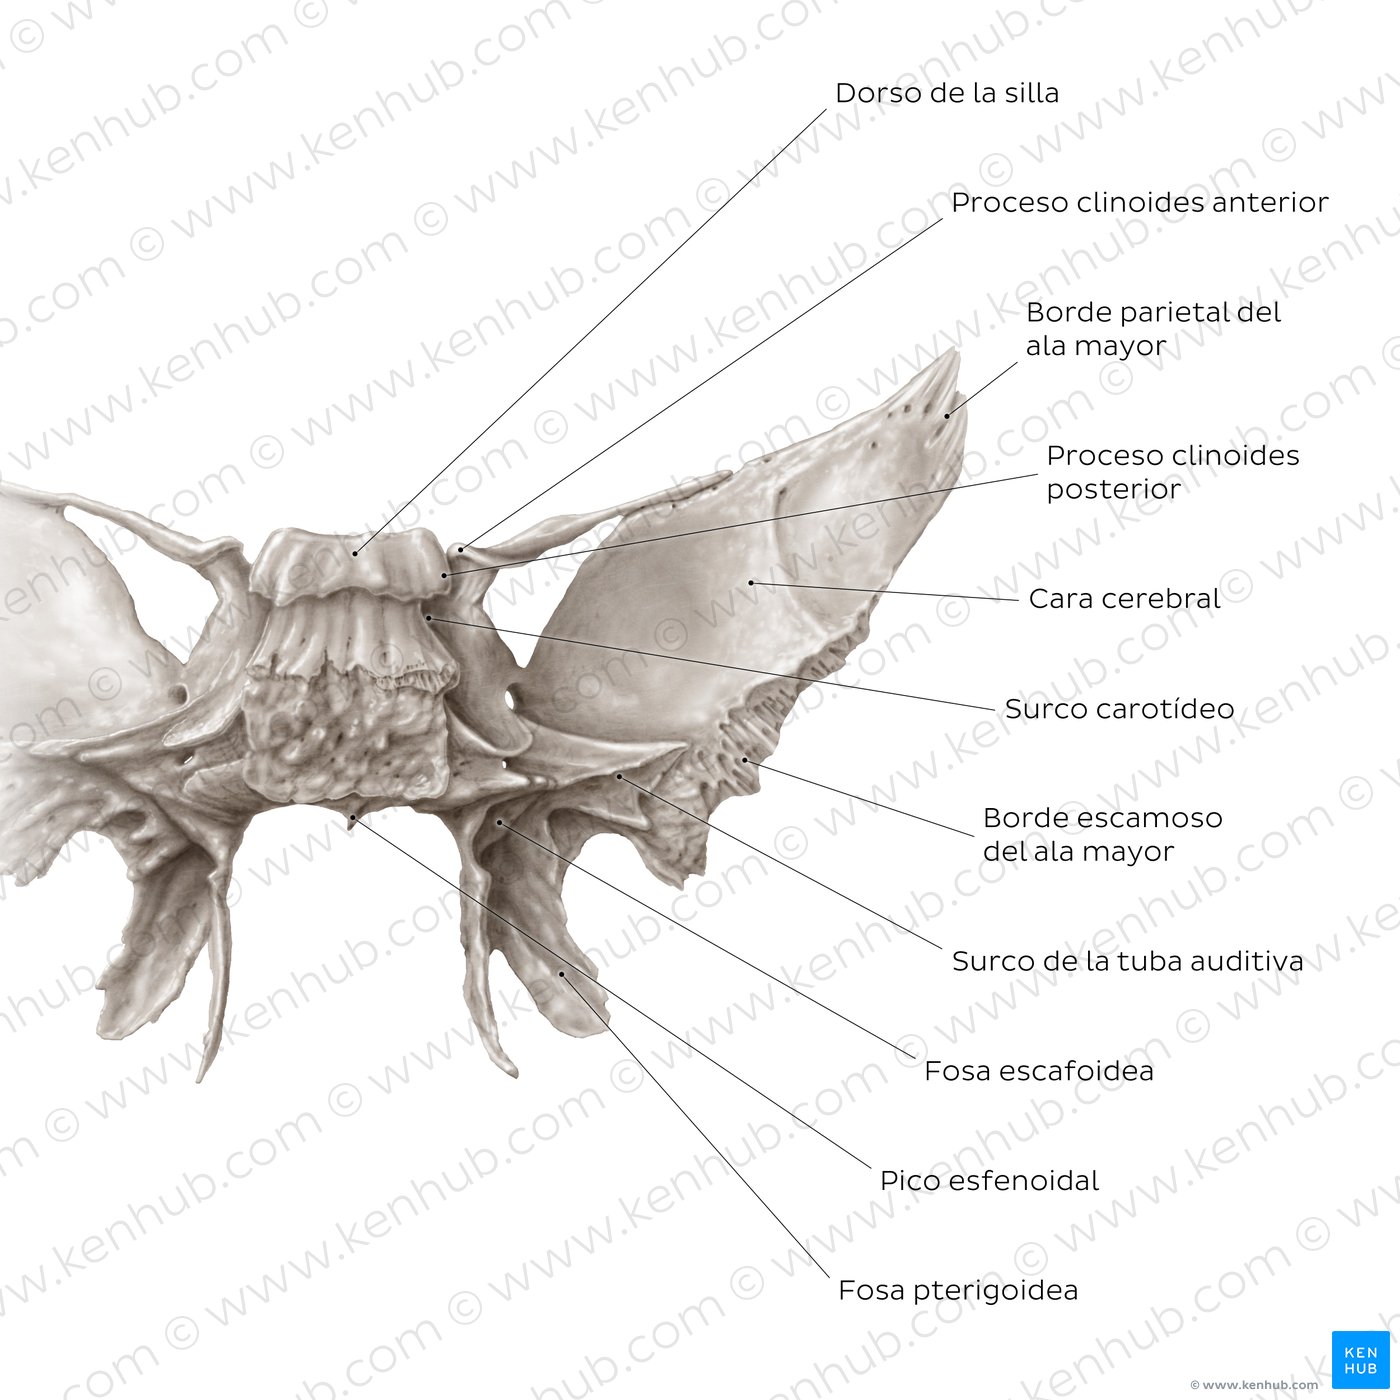 Dorso de la silla
Proceso clinoides anterior
Borde parietal del
ala mayor
Proceso clinoides
posterior
Cara cerebral
Surco carotídeo
Borde escamoso
del ala mayor
Surco de la tuba auditiva
Fosa escafoidea
Pico esfenoidal
Fosa pterigoidea
KEN
HUB
© www.kenhub.com